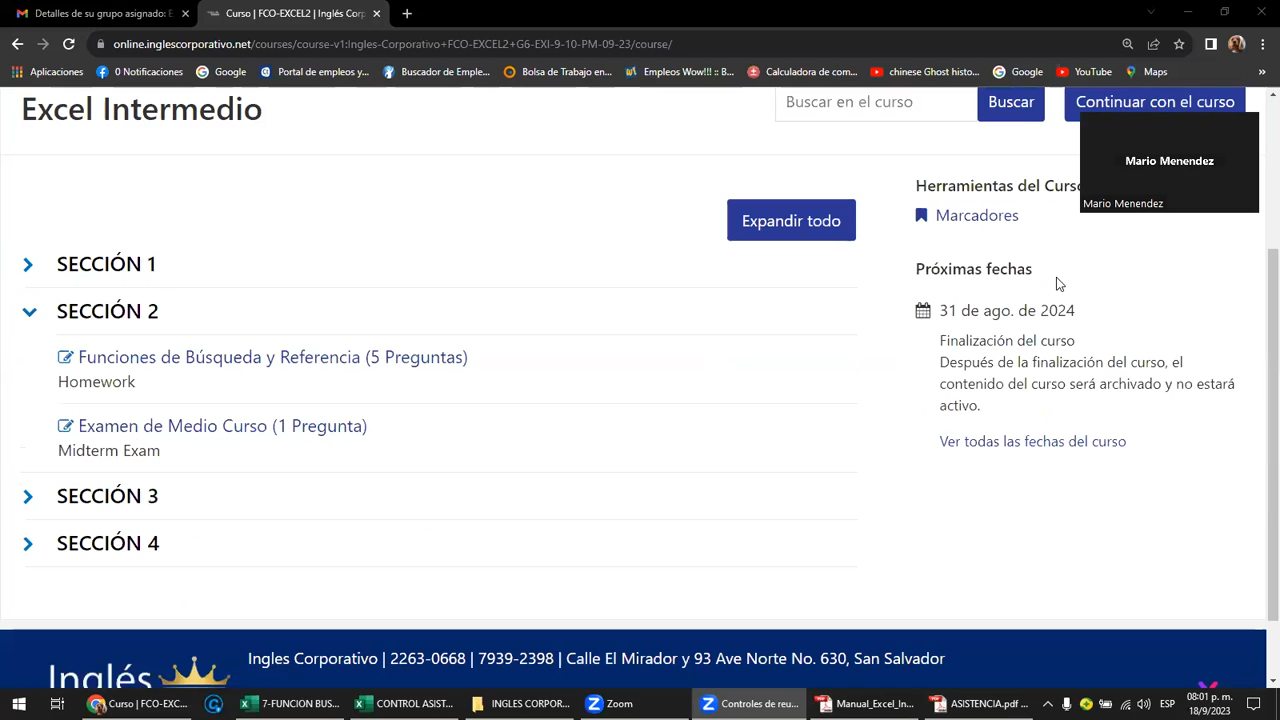 Detalles de su grupo asignado: E
Curso | FCO-EXCEL2 | Inglés Corp
online.inglescorporativo.net/courses/course-v1:Ingles-Corporativo+FCO-EXCEL2+G6-EXI-9-10-PM-09-23/course/
Aplicaciones
0 Notificaciones
Google
Portal de empleos y...
Buscador de Emple...
Bolsa de Trabajo en...
Empleos Wow!!! :: B...
Calculadora de com...
chinese Ghost histo...
Google
YouTube
Maps
Excel Intermedio
Buscar en el curso
Buscar
Continuar con el curso
Mario Menendez
Mario Menendez
Herramientas del Curso
Marcadores
Expandir todo
SECCIÓN 1
Próximas fechas
SECCIÓN 2
31 de ago. de 2024
Finalización del curso
Después de la finalización del curso, el
contenido del curso será archivado y no estará
activo.
Ver todas las fechas del curso
Funciones de Búsqueda y Referencia (5 Preguntas)
Homework
Examen de Medio Curso (1 Pregunta)
Midterm Exam
SECCIÓN 3
SECCIÓN 4
Inglés
Ingles Corporativo | 2263-0668 | 7939-2398 | Calle El Mirador y 93 Ave Norte No. 630, San Salvador
Curso | FCO-EXC...
7-FUNCION BUS...
CONTROL ASIST...
INGLES CORPOR...
Zoom
Controles de reu...
Manual_Excel_In...
ASISTENCIA.pdf ...
ESP
08:01 p. m.
18/9/2023